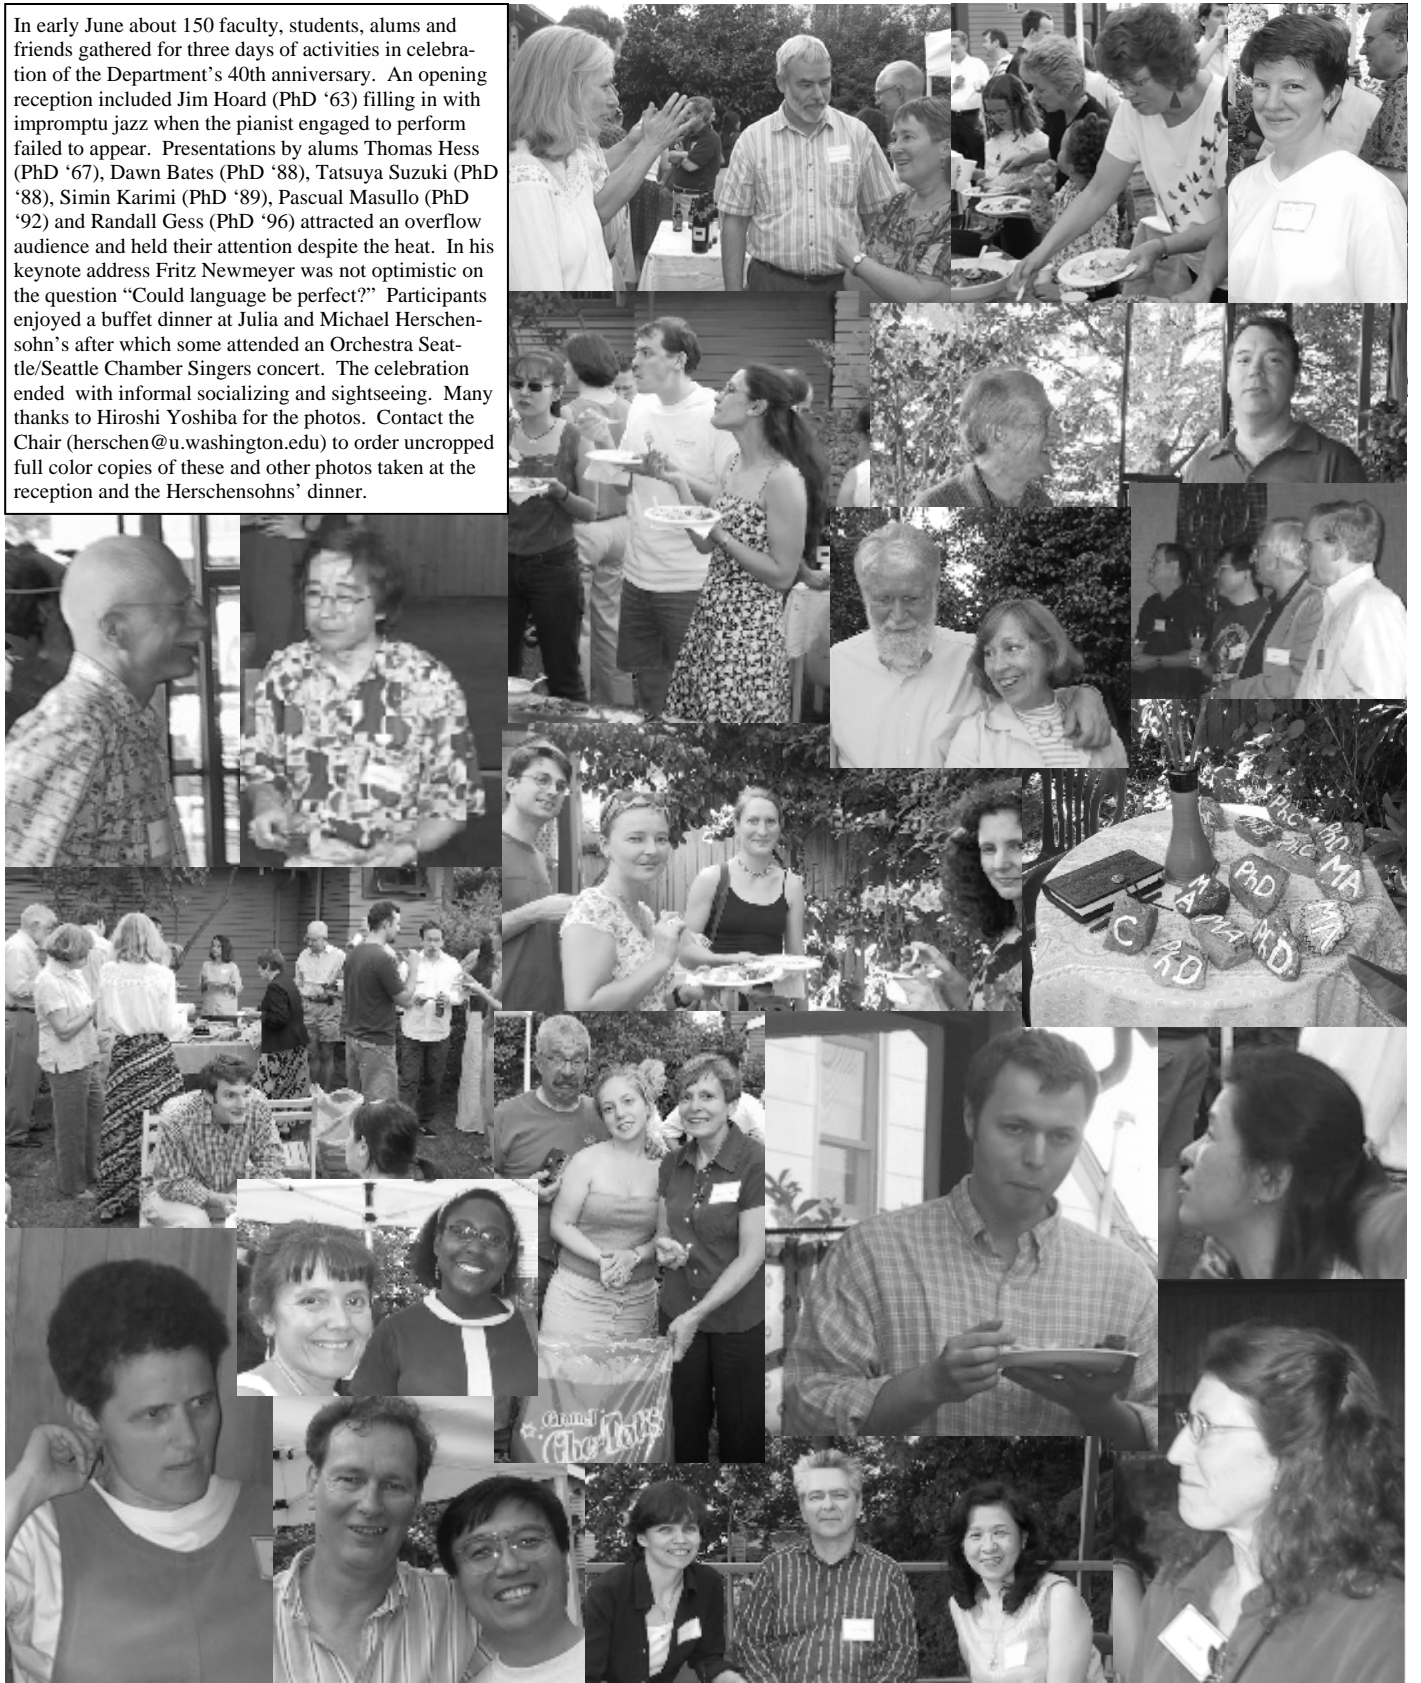 In early June about 150 faculty, students, alums and
friends gathered for three days of activities in celebra-
tion of the Department’s 40th anniversary.  An opening
reception included Jim Hoard (PhD ‘63) filling in with
impromptu jazz when the pianist engaged to perform
failed to appear.  Presentations by alums Thomas Hess
(PhD ‘67), Dawn Bates (PhD ‘88), Tatsuya Suzuki (PhD
‘88), Simin Karimi (PhD ‘89), Pascual Masullo (PhD
‘92) and Randall Gess (PhD ‘96) attracted an overflow
audience and held their attention despite the heat.  In his
keynote address Fritz Newmeyer was not optimistic on
the question “Could language be perfect?”  Participants
enjoyed a buffet dinner at Julia and Michael Herschen-
sohn’s after which some attended an Orchestra Seat-
tle/Seattle Chamber Singers concert.  The celebration
ended  with informal socializing and sightseeing.  Many
thanks to Hiroshi Yoshiba for the photos.  Contact the
Chair (herschen@u.washington.edu) to order uncropped
full color copies of these and other photos taken at the
reception and the Herschensohns’ dinner.
PhC
PhD
PhC
MA
PhD
MA
MA
MA
C
PhD
PhD